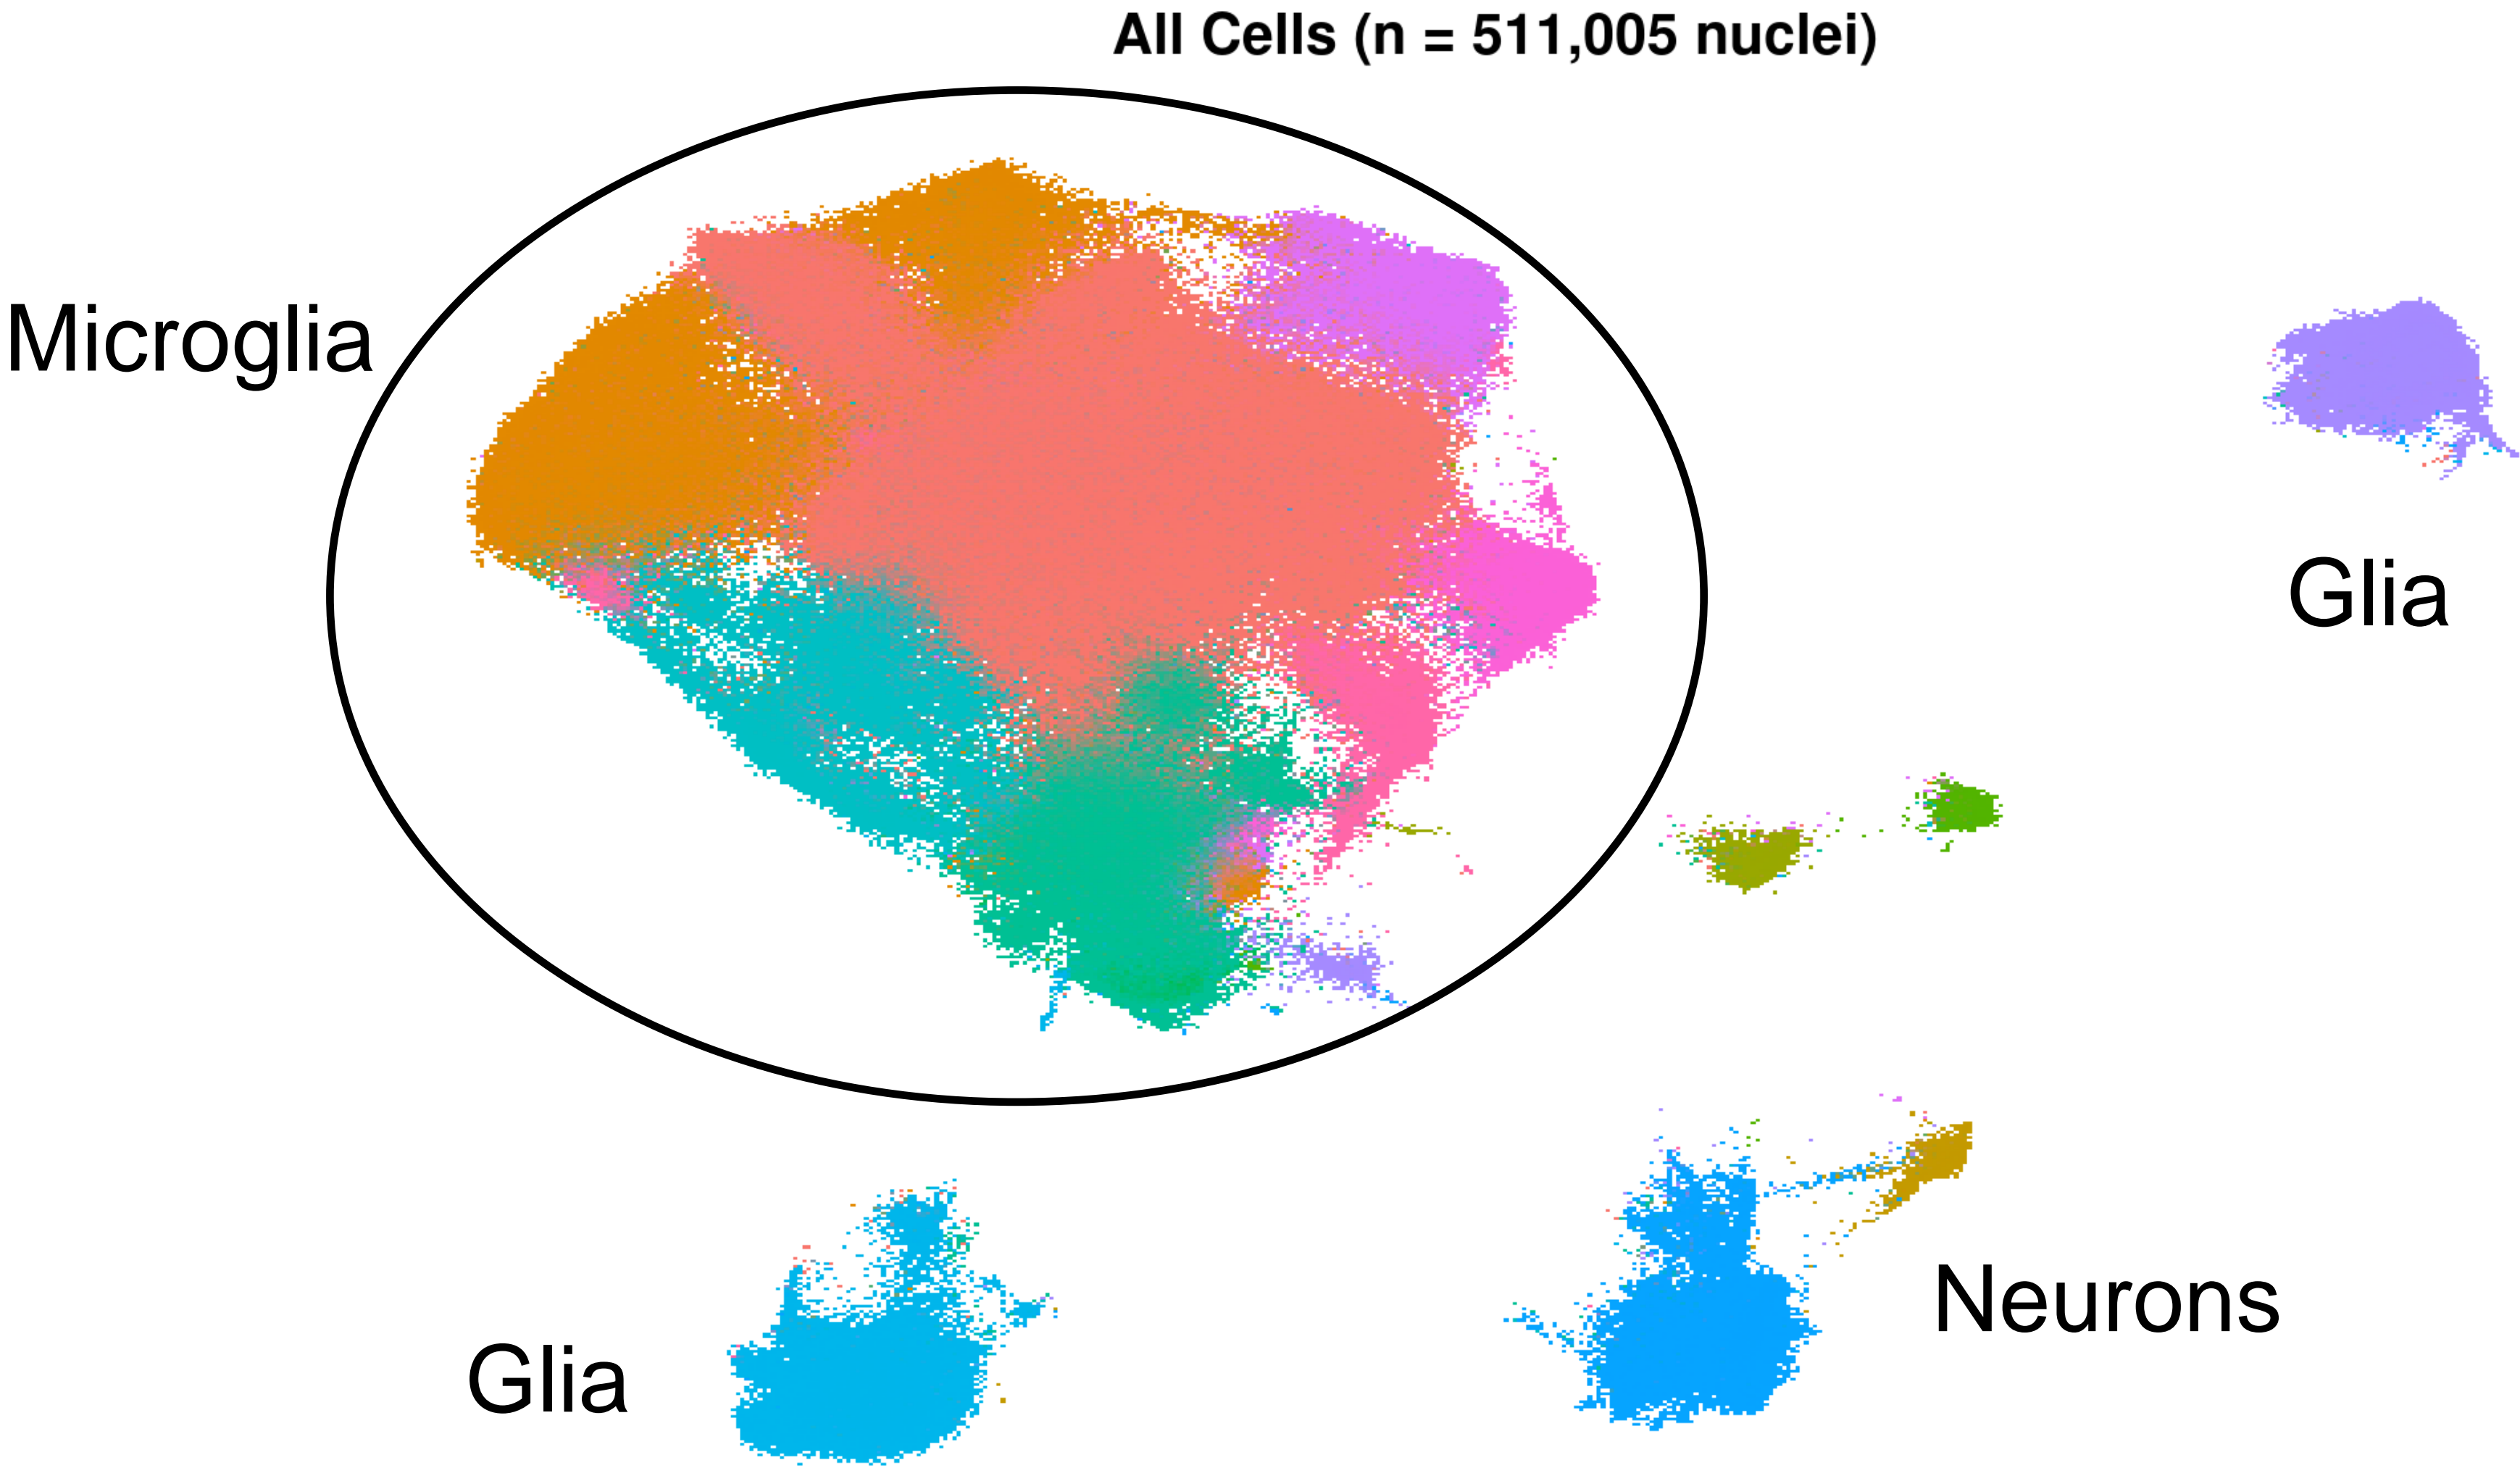 All Cells (n = 511,005 nuclei)
Microglia
Glia
Neurons
Glia